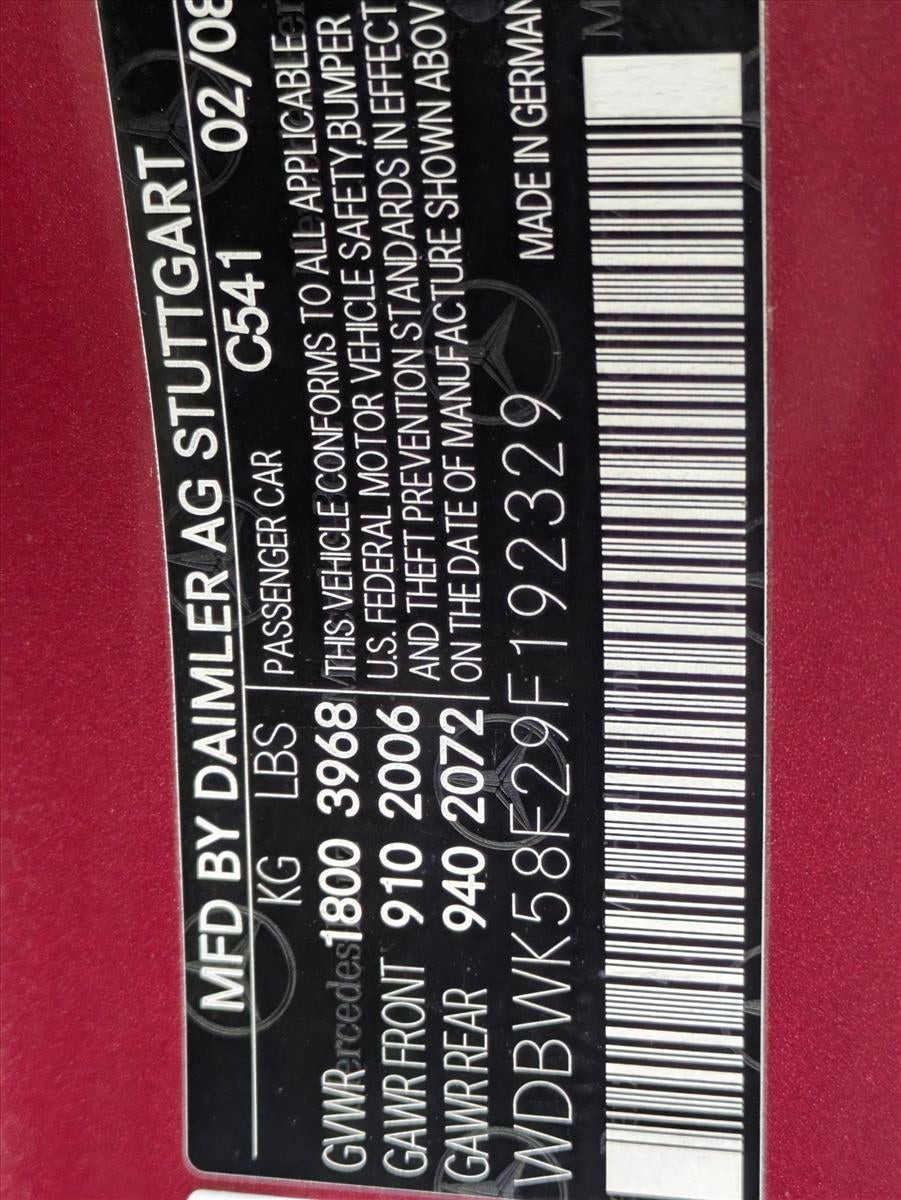 MFD BY DAIMLER AG STUTTGART
C541 02/08
KG LBS PASSENGER CAR
GVWR 1800 3968
GAWR FRONT 910 2006
GAWR REAR 940 2072
THIS VEHICLE CONFORMS TO ALL APPLICABLE
U.S. FEDERAL MOTOR VEHICLE SAFETY, BUMPER
AND THEFT PREVENTION STANDARDS IN EFFECT
ON THE DATE OF MANUFACTURE SHOWN ABOV
MADE IN GERMAN
WDBWK58F29F192329